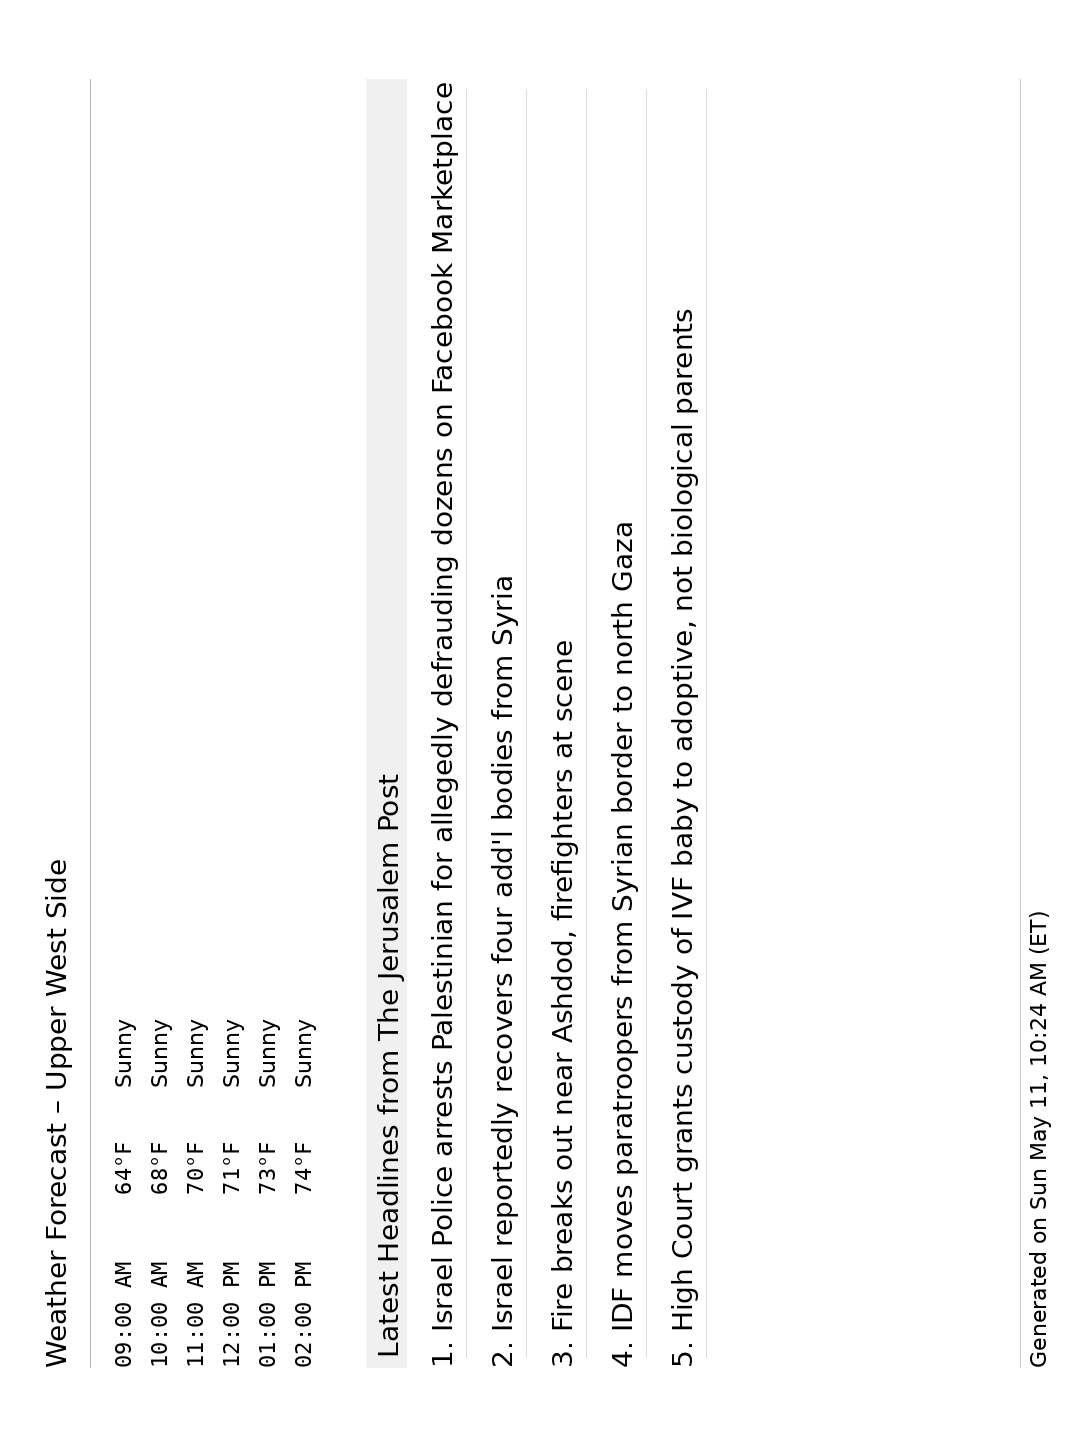 Weather Forecast – Upper West Side
09:00 AM 64°F Sunny
10:00 AM 68°F Sunny
11:00 AM 70°F Sunny
12:00 PM 71°F Sunny
01:00 PM 73°F Sunny
02:00 PM 74°F Sunny
Latest Headlines from The Jerusalem Post
1. Israel Police arrests Palestinian for allegedly defrauding dozens on Facebook Marketplace
2. Israel reportedly recovers four add'l bodies from Syria
3. Fire breaks out near Ashdod, firefighters at scene
4. IDF moves paratroopers from Syrian border to north Gaza
5. High Court grants custody of IVF baby to adoptive, not biological parents
Generated on Sun May 11, 10:24 AM (ET)